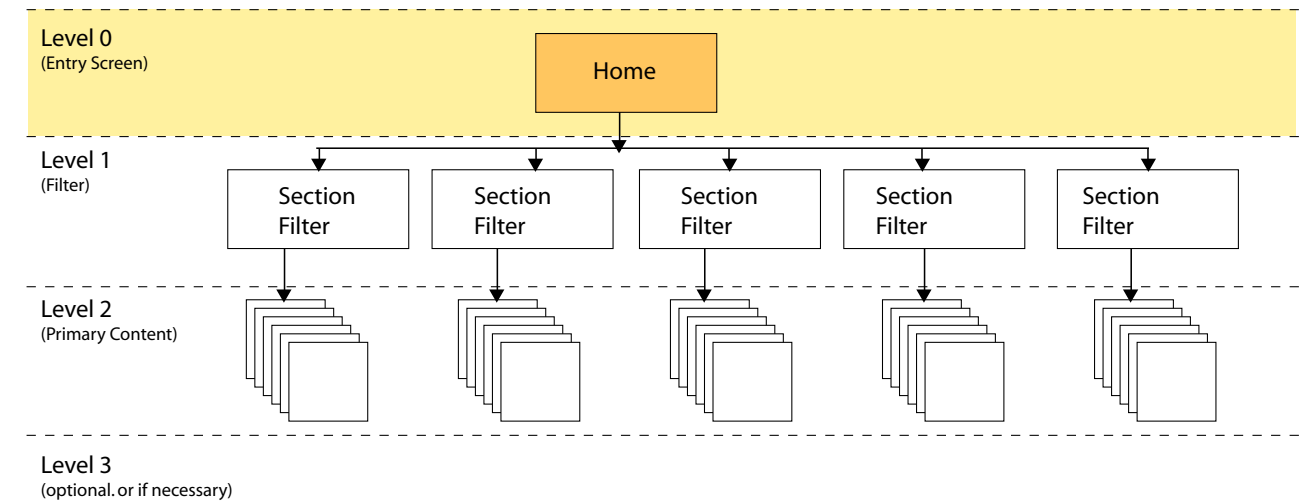 Level 0
(Entry Screen)
Home
Level 1
(Filter)
Section
Filter
Section
Filter
Section
Filter
Section
Filter
Section
Filter
Level 2
(Primary Content)
Level 3
(optional. or if necessary)